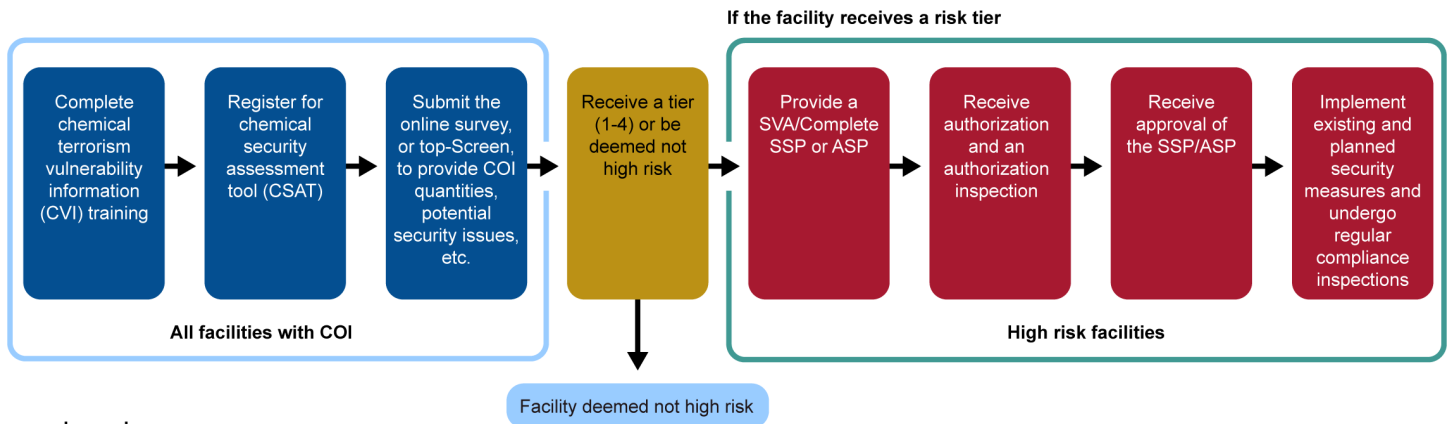 If the facility receives a risk tier
Complete
chemical
terrorism
vulnerability
information
(CVI) training
Register for
chemical
security
assessment
tool (CSAT)
Submit the
online survey,
or top-Screen,
to provide COI
quantities,
potential
security issues,
etc.
Receive a tier
(1-4) or be
deemed not
high risk
Provide a
SVA/Complete
SSP or ASP
Receive
authorization
and an
authorization
inspection
Receive
approval of
the SSP/ASP
Implement
existing and
planned
security
measures and
undergo
regular
compliance
inspections
All facilities with COI
High risk facilities
Facility deemed not high risk